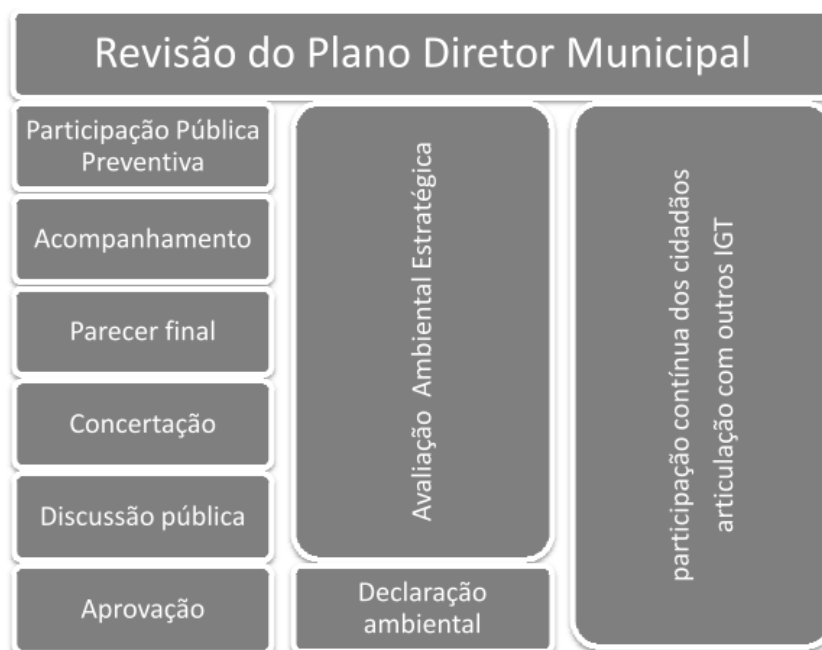 Revisão do Plano Diretor Municipal
Participação Pública
Preventiva
Acompanhamento
Parecer final
Concertação
Discussão pública
Aprovação
Avaliação Ambiental Estratégica
Declaração
ambiental
participação contínua dos cidadãos
articulação com outros IGT